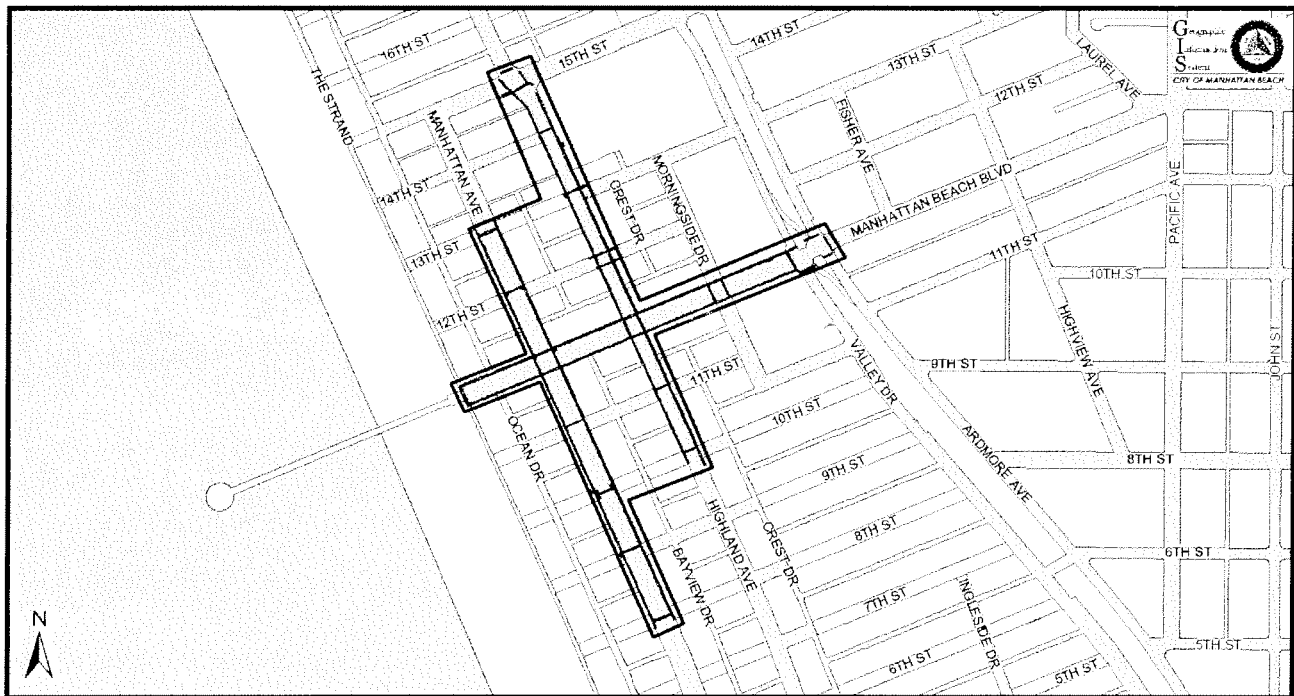 G Geographic
I Information
S System
CITY OF MANHATTAN BEACH
16TH ST
15TH ST
14TH ST
13TH ST
12TH ST
LAUREL AVE
THE STRAND
MANHATTAN AVE
FISHER AVE
MANHATTAN BEACH BLVD
PACIFIC AVE
14TH ST
CREST DR
MORNINGSIDE DR
13TH ST
11TH ST
10TH ST
12TH ST
HIGHVIEW AVE
JOHN ST
11TH ST
VALLEY DR
9TH ST
10TH ST
OCEAN DR
ARDMORE AVE
8TH ST
9TH ST
HIGHLAND AVE
CREST DR
8TH ST
6TH ST
BAYVIEW DR
7TH ST
INGLESIDE DR
N
6TH ST
5TH ST
5TH ST